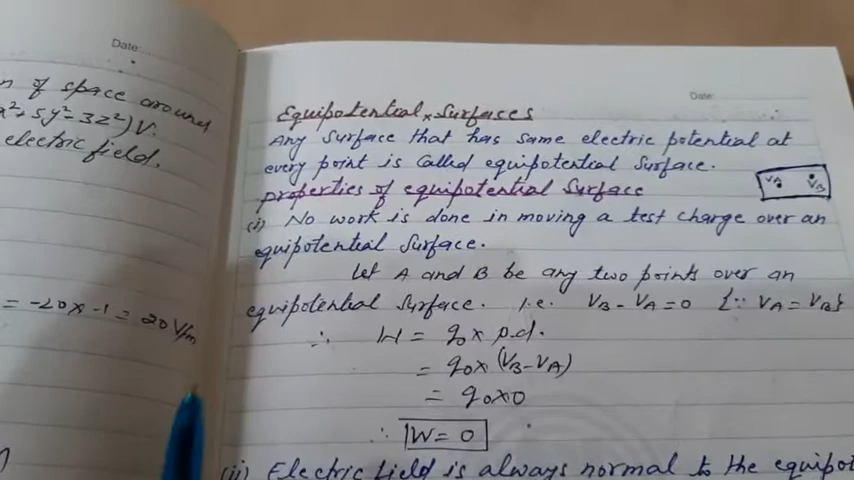 Date:
n of space around
x² + 5y² - 3z²) V.
electric field.
= -20 x -1 = 20 V/m
Date:
Equipotential Surfaces
Any surface that has same electric potential at
every point is called equipotential surface.
properties of equipotential surface
VA VB
(i) No work is done in moving a test charge over an
equipotential surface.
Let A and B be any two points over an
equipotential surface. i.e. VB - VA = 0 {∵ VA = VB}
∴ W = q₀ x p.d.
= q₀ x (VB - VA)
= q₀ x 0
∴ W = 0
(ii) Electric field is always normal to the equipot